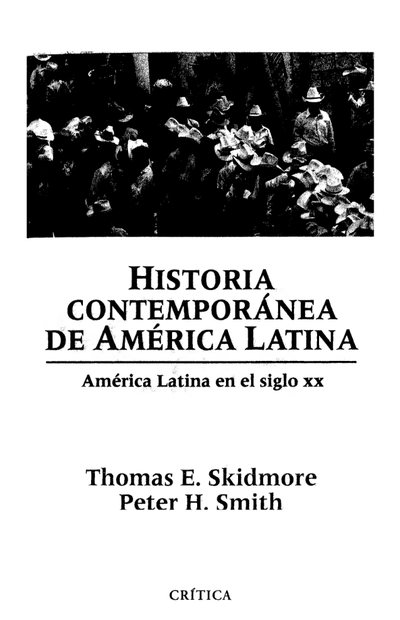 HISTORIA
CONTEMPORÁNEA
DE AMÉRICA LATINA
América Latina en el siglo XX
Thomas E. Skidmore
Peter H. Smith
CRÍTICA